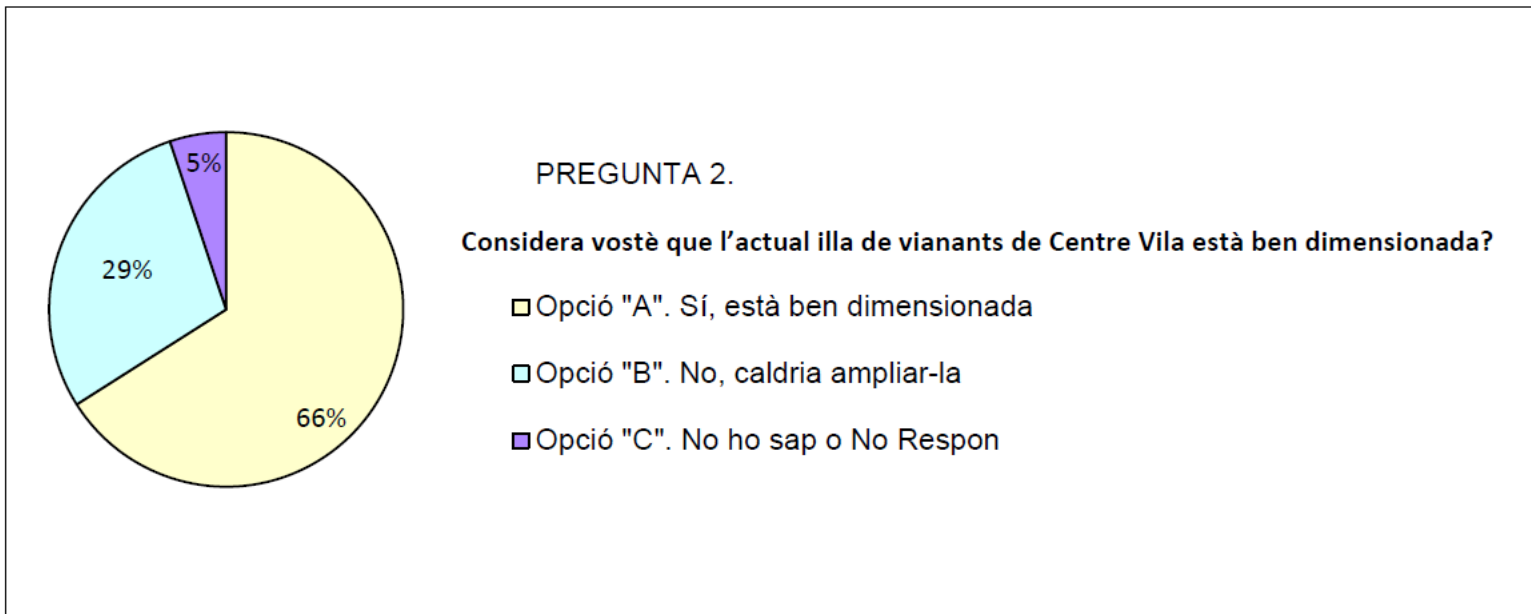 5%
29%
66%
PREGUNTA 2.
Considera vostè que l’actual illa de vianants de Centre Vila està ben dimensionada?
Opció "A". Sí, està ben dimensionada
Opció "B". No, caldria ampliar-la
Opció "C". No ho sap o No Respon